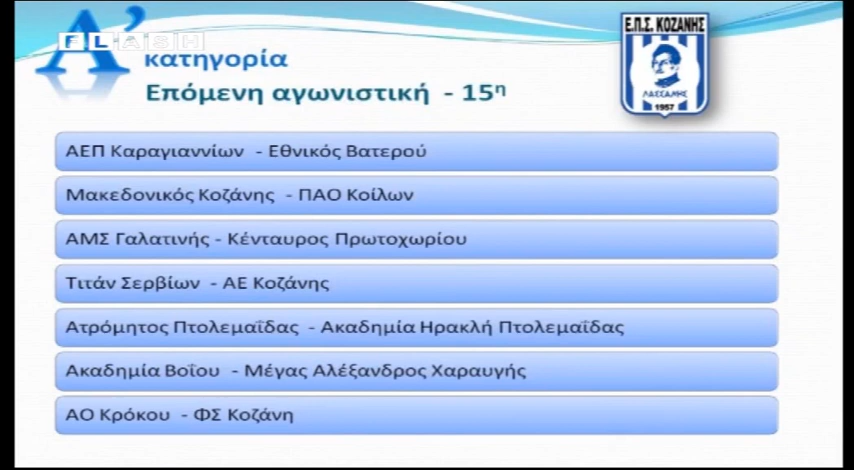 FLASH
Α'
κατηγορία
Επόμενη αγωνιστική - 15η
Ε.Π.Σ. ΚΟΖΑΝΗΣ
ΛΑΣΣΑΝΗΣ
1957
ΑΕΠ Καραγιαννίων - Εθνικός Βατερού
Μακεδονικός Κοζάνης - ΠΑΟ Κοίλων
ΑΜΣ Γαλατινής - Κένταυρος Πρωτοχωρίου
Τιτάν Σερβίων - ΑΕ Κοζάνης
Ατρόμητος Πτολεμαΐδας - Ακαδημία Ηρακλή Πτολεμαΐδας
Ακαδημία Βοΐου - Μέγας Αλέξανδρος Χαραυγής
ΑΟ Κρόκου - ΦΣ Κοζάνη